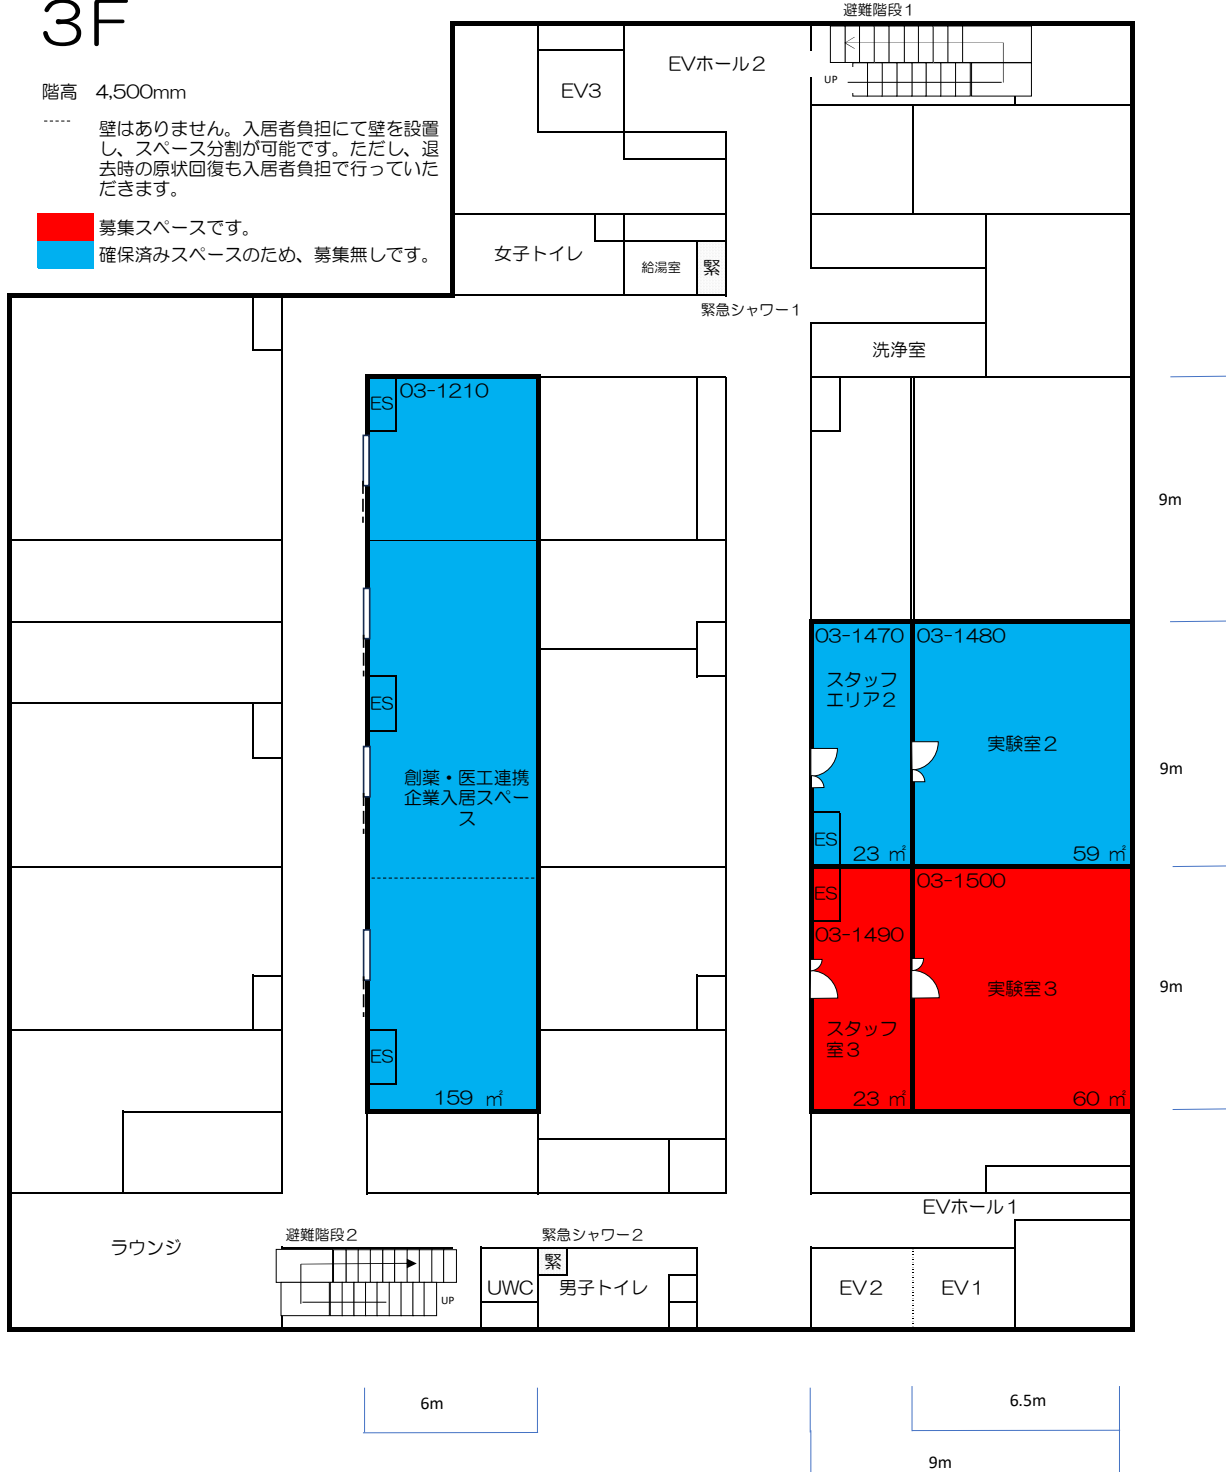 3F
避難階段1
階高 4,500mm
壁はありません。入居者負担にて壁を設置
し、スペース分割が可能です。ただし、退
去時の原状回復も入居者負担で行っていた
だきます。
募集スペースです。
確保済みスペースのため、募集無しです。
EVホール2
EV3
UP
女子トイレ
給湯室
緊
緊急シャワー1
洗浄室
ES
03-1210
9m
03-1470
03-1480
スタッフ
エリア2
ES
実験室2
9m
創薬・医工連携
企業入居スペー
ス
ES
23 ㎡
59 ㎡
ES
03-1500
03-1490
実験室3
9m
スタッフ
室3
ES
159 ㎡
23 ㎡
60 ㎡
EVホール1
ラウンジ
避難階段2
緊急シャワー2
緊
UWC
男子トイレ
UP
EV2
EV1
6m
6.5m
9m